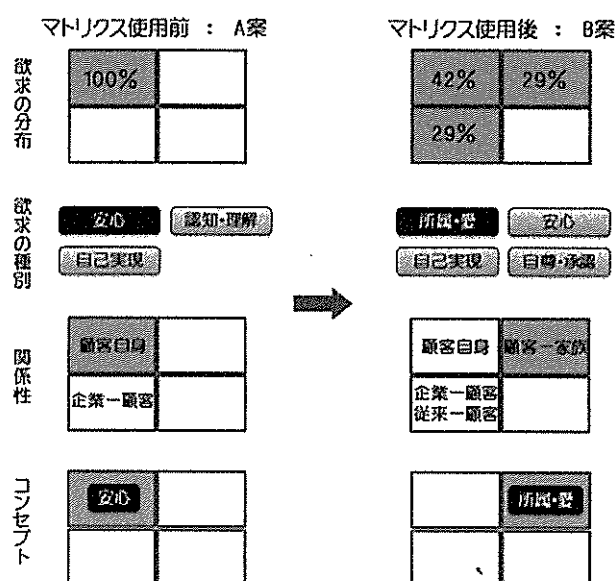 マトリクス使用前 ： A案
マトリクス使用後 ： B案
欲求の分布
100%
42%
29%
29%
欲求の種別
安心
認知・理解
自己実現
所属・愛
安心
自己実現
自尊・承認
関係性
顧客自身
企業ー顧客
顧客自身
顧客ー家族
企業ー顧客
従来ー顧客
コンセプト
安心
所属・愛